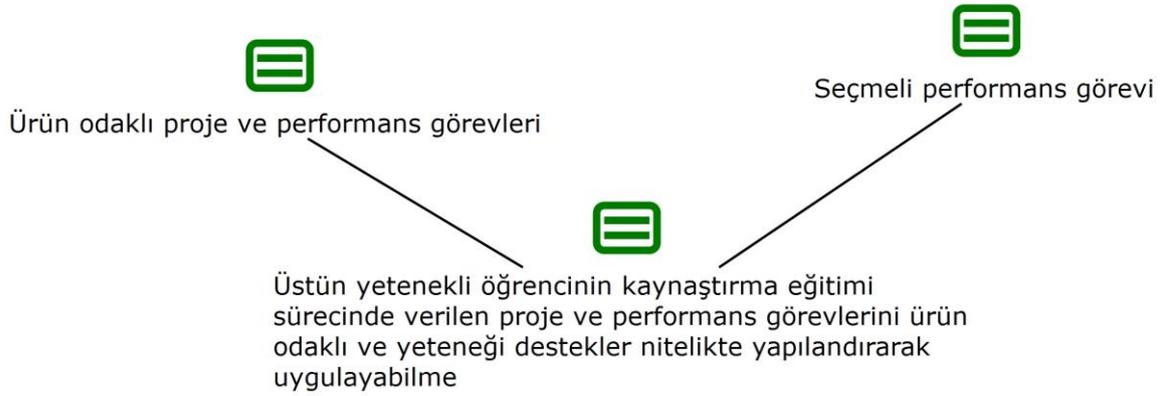 Seçmeli performans görevi
Ürün odaklı proje ve performans görevleri
Üstün yetenekli öğrencinin kaynaştırma eğitimi
sürecinde verilen proje ve performans görevlerini ürün
odaklı ve yeteneği destekler nitelikte yapılandırarak
uygulayabilme